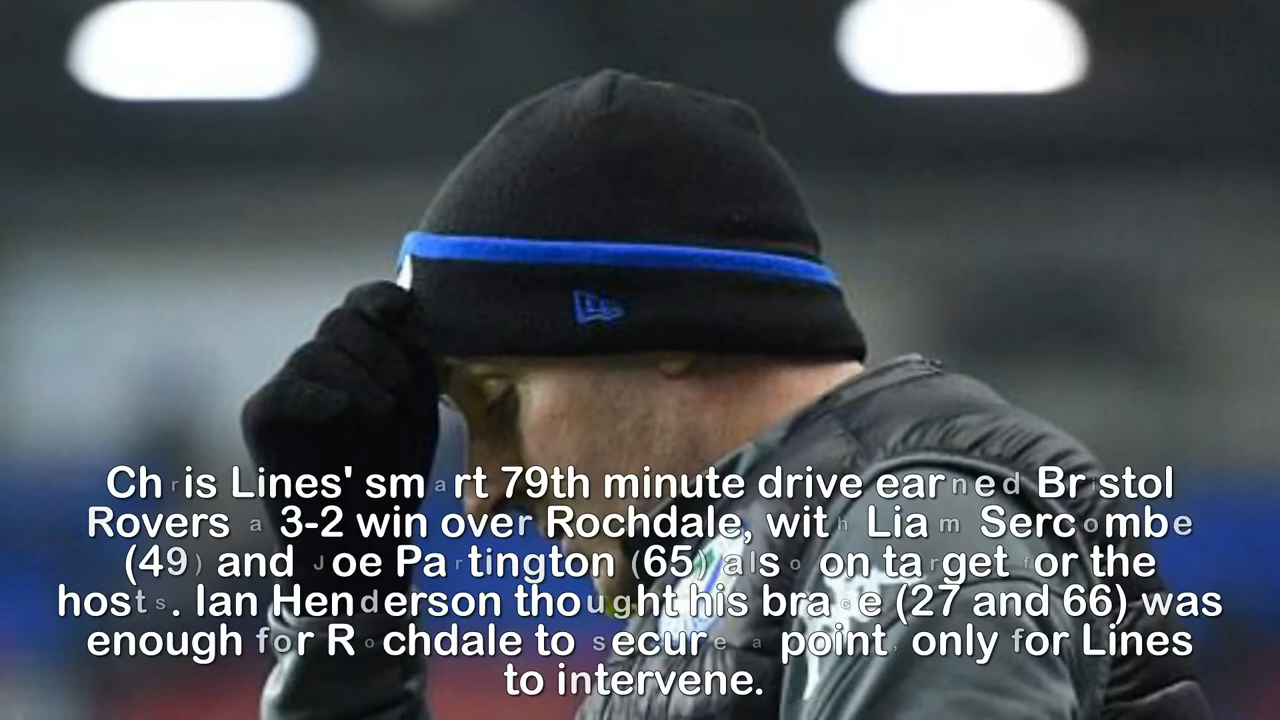 Chris Lines' smart 79th minute drive earned Bristol
Rovers a 3-2 win over Rochdale, with Liam Sercombe
(49) and Joe Partington (65) also on target for the
hosts. Ian Henderson thought his brace (27 and 66) was
enough for Rochdale to secure a point, only for Lines
to intervene.